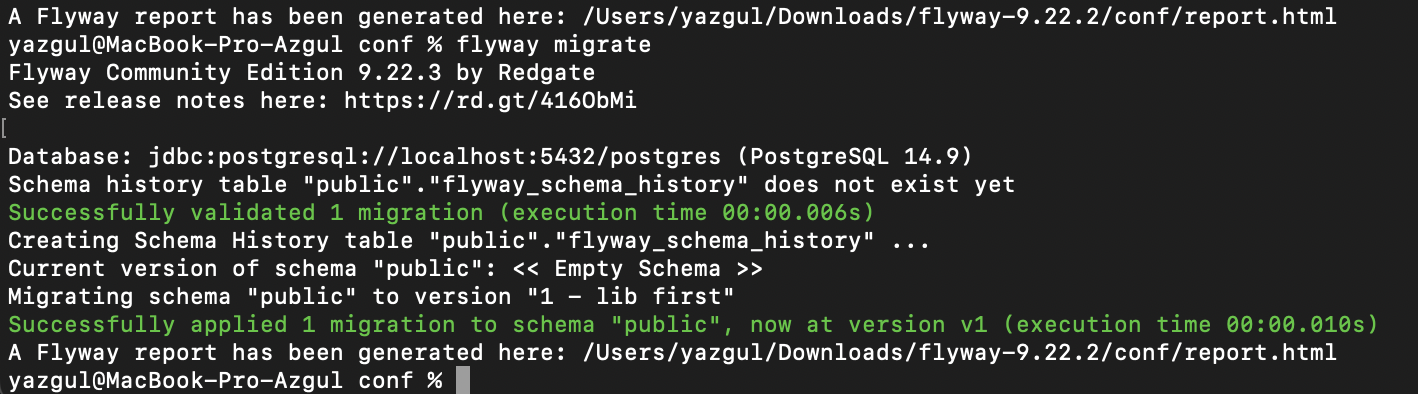 A Flyway report has been generated here: /Users/yazgul/Downloads/flyway-9.22.2/conf/report.html
yazgul@MacBook-Pro-Azgul conf % flyway migrate
Flyway Community Edition 9.22.3 by Redgate
See release notes here: https://rd.gt/416ObMi
[
Database: jdbc:postgresql://localhost:5432/postgres (PostgreSQL 14.9)
Schema history table "public"."flyway_schema_history" does not exist yet
Successfully validated 1 migration (execution time 00:00.006s)
Creating Schema History table "public"."flyway_schema_history" ...
Current version of schema "public": << Empty Schema >>
Migrating schema "public" to version "1 - lib first"
Successfully applied 1 migration to schema "public", now at version v1 (execution time 00:00.010s)
A Flyway report has been generated here: /Users/yazgul/Downloads/flyway-9.22.2/conf/report.html
yazgul@MacBook-Pro-Azgul conf %